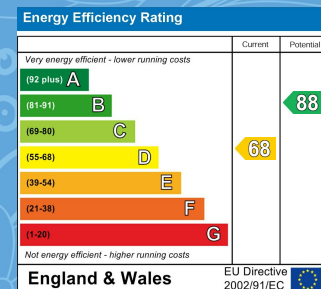 Energy Efficiency Rating
Current Potential
Very energy efficient - lower running costs
(92 plus) A
(81-91) B
88
(69-80) C
(55-68) D
68
(39-54) E
(21-38) F
(1-20) G
Not energy efficient - higher running costs
England & Wales
EU Directive
2002/91/EC